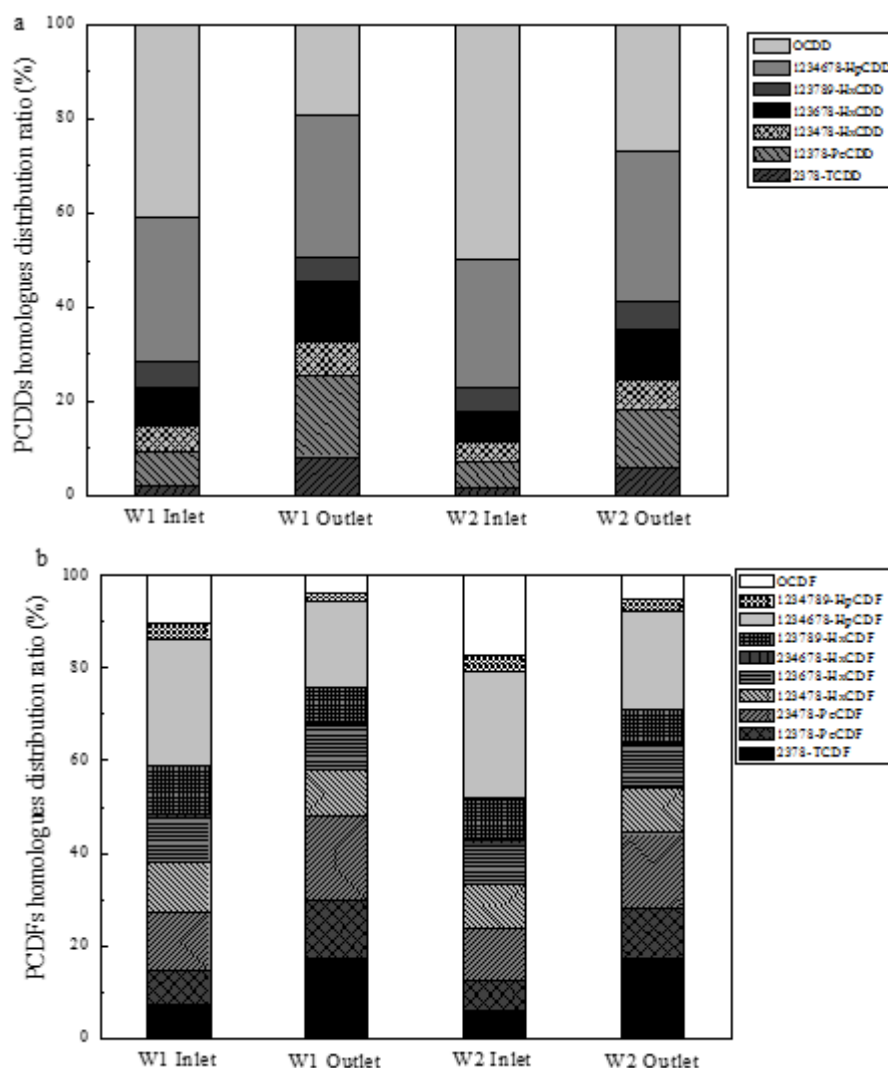 a
PCDDs homologues distribution ratio (%)
100
80
60
40
20
0
W1 Inlet
W1 Outlet
W2 Inlet
W2 Outlet
OCDD
1234678-HpCDD
123789-HxCDD
123678-HxCDD
123478-HxCDD
12378-PeCDD
2378-TCDD
b
PCDFs homologues distribution ratio (%)
100
80
60
40
20
0
W1 Inlet
W1 Outlet
W2 Inlet
W2 Outlet
OCDF
1234789-HpCDF
1234678-HpCDF
123789-HxCDF
234678-HxCDF
123678-HxCDF
123478-HxCDF
23478-PeCDF
12378-PeCDF
2378-TCDF